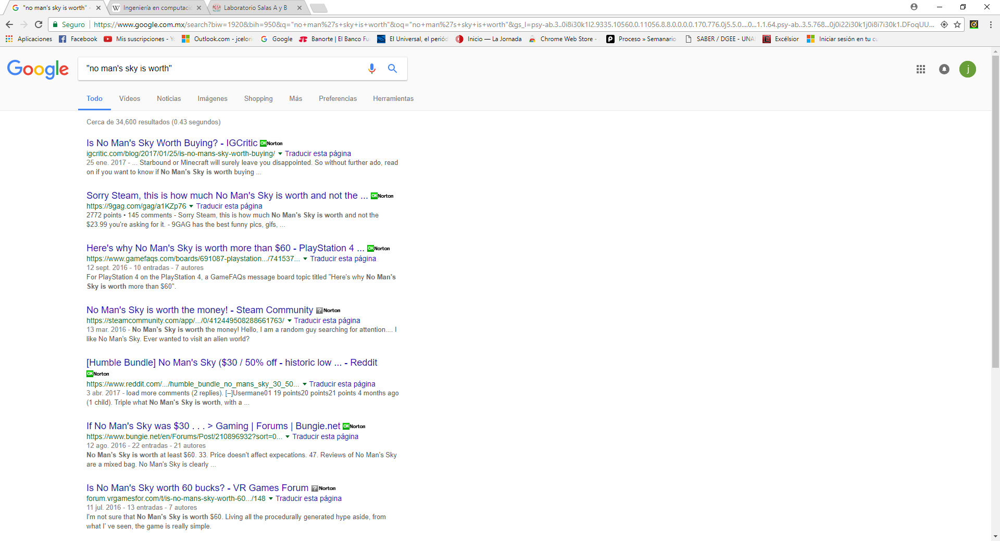 "no man's sky is worth" -
Ingeniería en computació
Laboratorio Salas A y B
Seguro
https://www.google.com.mx/search?biw=1920&bih=950&q="no+man%27s+sky+is+worth"&oq="no+man%27s+sky+is+worth"&gs_l=psy-ab.3..0i8i30k1l2.9335.10560.0.11056.8.8.0.0.0.0.170.776.0j5.5.0....0...1.1.64.psy-ab..3.5.768...0j0i22i30k1j0i8i7i30k1.DFoqUU...
Aplicaciones
Facebook
Mis suscripciones - Yo
Outlook.com - jcelori
Google
Banorte | El Banco Fu
El Universal, el periód
Inicio — La Jornada
Chrome Web Store -
Proceso » Semanario
SABER / DGEE - UNA
Excélsior
Iniciar sesión en tu cu
Google
"no man's sky is worth"
j
Todo Vídeos Noticias Imágenes Shopping Más Preferencias Herramientas
Cerca de 34,600 resultados (0.43 segundos)
Is No Man's Sky Worth Buying? - IGCritic OK Norton
igcritic.com/blog/2017/01/25/is-no-mans-sky-worth-buying/ Traducir esta página
25 ene. 2017 - ... Starbound or Minecraft will surely leave you disappointed. So without further ado, read
on if you want to know if No Man's Sky is worth buying ...
Sorry Steam, this is how much No Man's Sky is worth and not the ... OK Norton
https://9gag.com/gag/a1KZp76 Traducir esta página
2772 points • 145 comments - Sorry Steam, this is how much No Man's Sky is worth and not the
$23.99 you're asking for it. - 9GAG has the best funny pics, gifs, ...
Here's why No Man's Sky is worth more than $60 - PlayStation 4 ... OK Norton
https://www.gamefaqs.com/boards/691087-playstation.../741537... Traducir esta página
12 sept. 2016 - 10 entradas - 7 autores
For PlayStation 4 on the PlayStation 4, a GameFAQs message board topic titled "Here's why No Man's
Sky is worth more than $60".
No Man's Sky is worth the money! - Steam Community ? Norton
https://steamcommunity.com/app/.../0/412449508288661763/ Traducir esta página
13 mar. 2016 - No Man's Sky is worth the money! Hello, I am a random guy searching for attention.... I
like No Man's Sky. Ever wanted to visit an alien world?
[Humble Bundle] No Man's Sky ($30 / 50% off - historic low ... - Reddit
OK Norton
https://www.reddit.com/.../humble_bundle_no_mans_sky_30_50... Traducir esta página
3 abr. 2017 - load more comments (2 replies). [–]Usermane01 19 points20 points21 points 4 months ago
(1 child). Triple what No Man's Sky is worth, with a ...
If No Man's Sky was $30 . . . > Gaming | Forums | Bungie.net OK Norton
https://www.bungie.net/en/Forums/Post/210896932?sort=0... Traducir esta página
12 ago. 2016 - 22 entradas - 21 autores
No Man's Sky is worth at least $60. 33. Price doesn't affect expecations. 47. Reviews of No Man's Sky
are a mixed bag. No Man's Sky is clearly ...
Is No Man's Sky worth 60 bucks? - VR Games Forum ? Norton
forum.vrgamesfor.com/t/is-no-mans-sky-worth-60.../148 Traducir esta página
11 jul. 2016 - 13 entradas - 7 autores
I'm not sure that No Man's Sky is worth $60. Living all the procedurally generated hype aside, from
what I' ve seen, the game is really simple.